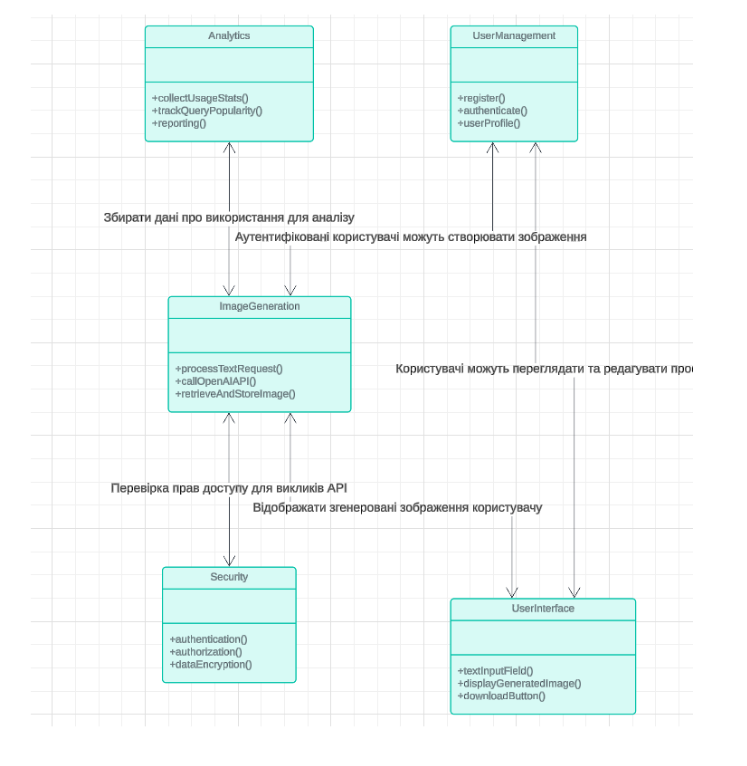 Analytics
+collectUsageStats()
+trackQueryPopularity()
+reporting()
UserManagement
+register()
+authenticate()
+userProfile()
Збирати дані про використання для аналізу
Аутентифіковані користувачі можуть створювати зображення
ImageGeneration
+processTextRequest()
+callOpenAIAPI()
+retrieveAndStoreImage()
Користувачі можуть переглядати та редагувати
Перевірка прав доступу для викликів API
Відображати згенеровані зображення користувачу
Security
+authentication()
+authorization()
+dataEncryption()
UserInterface
+textInputField()
+displayGeneratedImage()
+downloadButton()